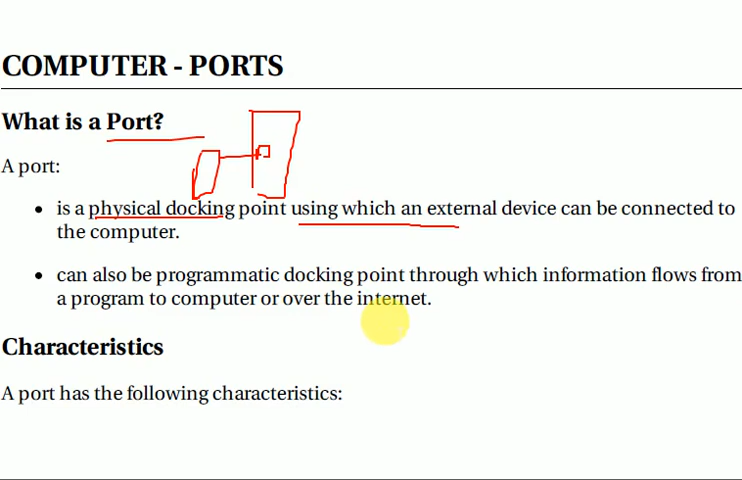 COMPUTER - PORTS
What is a Port?
A port:
• is a physical docking point using which an external device can be connected to
the computer.
• can also be programmatic docking point through which information flows from
a program to computer or over the internet.
Characteristics
A port has the following characteristics: